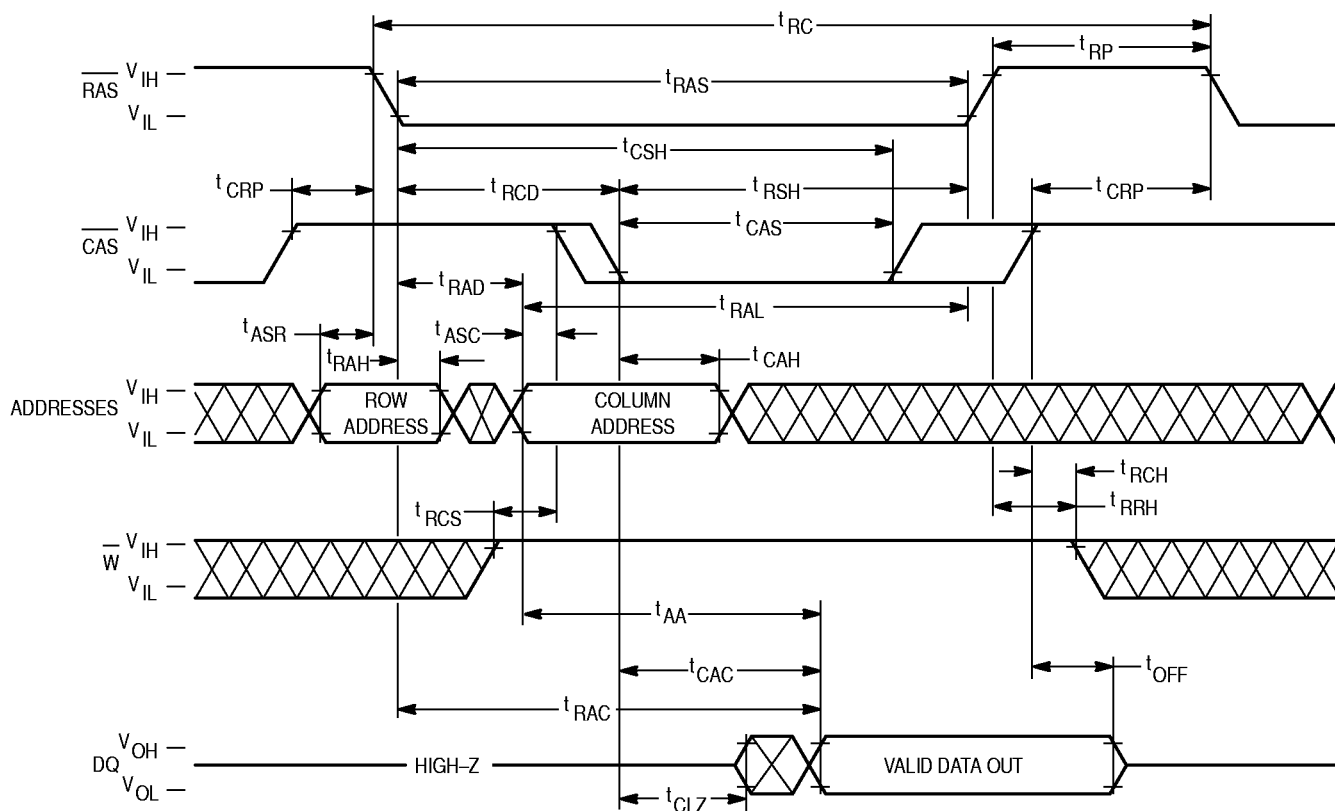 tRC
tRP
RAS VIH
tRAS
VIL
tCSH
tCRP tRCD tRSH tCRP
CAS VIH
tCAS
VIL
tRAD
tRAL
tASR tASC
tRAH tCAH
ADDRESSES VIH
VIL
ROW
ADDRESS
COLUMN
ADDRESS
tRCH
tRCS tRRH
W VIH
VIL
tAA
tCAC tOFF
tRAC
DQ VOH
VOL
HIGH–Z VALID DATA OUT
tCLZ